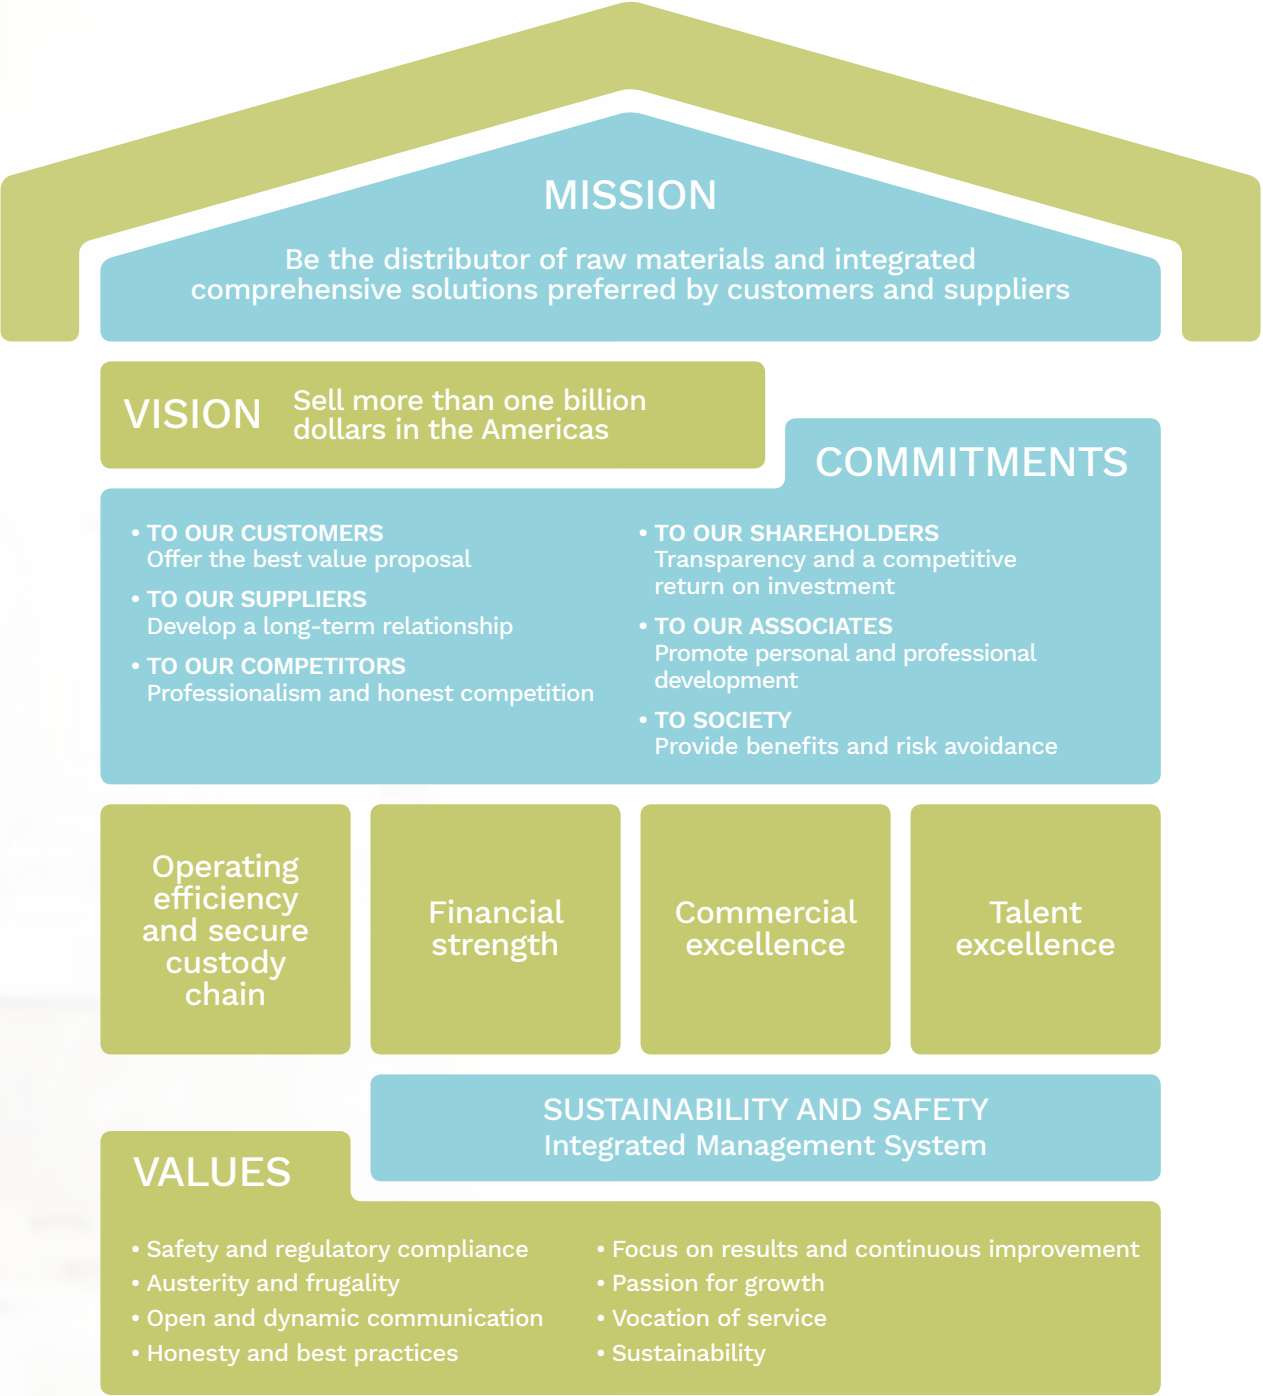 MISSION
Be the distributor of raw materials and integrated
comprehensive solutions preferred by customers and suppliers
VISION
Sell more than one billion
dollars in the Americas
COMMITMENTS
• TO OUR CUSTOMERS
Offer the best value proposal
• TO OUR SUPPLIERS
Develop a long-term relationship
• TO OUR COMPETITORS
Professionalism and honest competition
• TO OUR SHAREHOLDERS
Transparency and a competitive
return on investment
• TO OUR ASSOCIATES
Promote personal and professional
development
• TO SOCIETY
Provide benefits and risk avoidance
Operating
efficiency
and secure
custody
chain
Financial
strength
Commercial
excellence
Talent
excellence
SUSTAINABILITY AND SAFETY
Integrated Management System
VALUES
• Safety and regulatory compliance
• Austerity and frugality
• Open and dynamic communication
• Honesty and best practices
• Focus on results and continuous improvement
• Passion for growth
• Vocation of service
• Sustainability